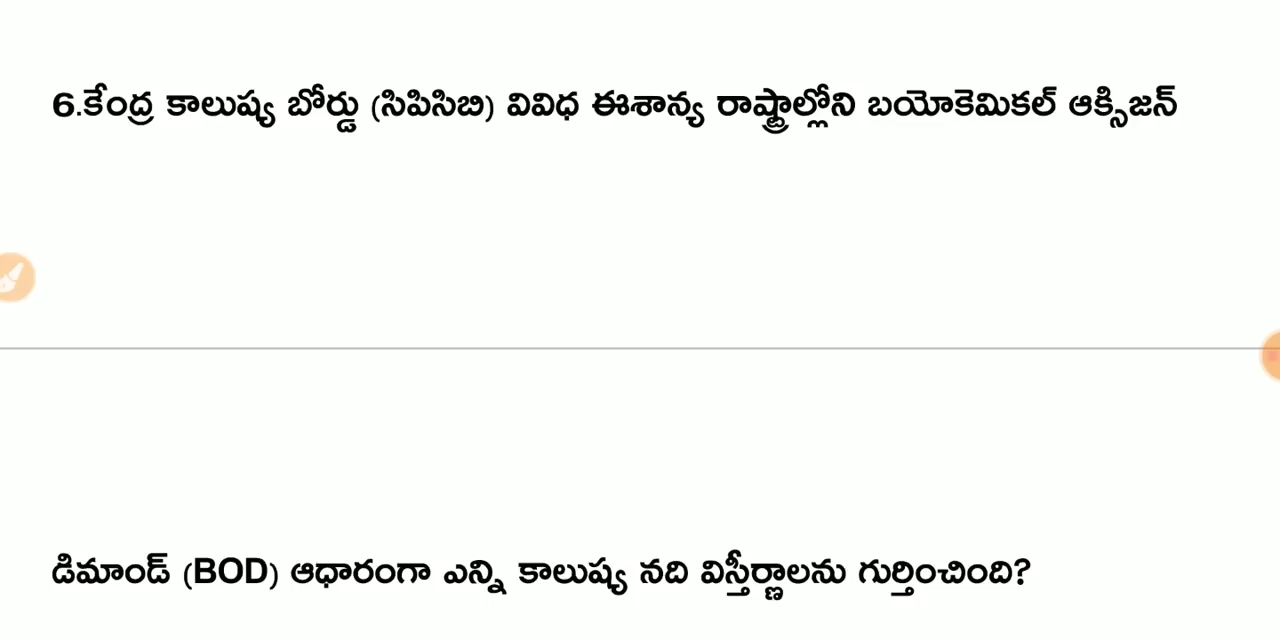 6.కేంద్ర కాలుష్య బోర్డు (సిపిసిబి) వివిధ ఈశాన్య రాష్ట్రాల్లోని బయోకెమికల్ ఆక్సిజన్
డిమాండ్ (BOD) ఆధారంగా ఎన్ని కాలుష్య నది విస్తీర్ణాలను గుర్తించింది?